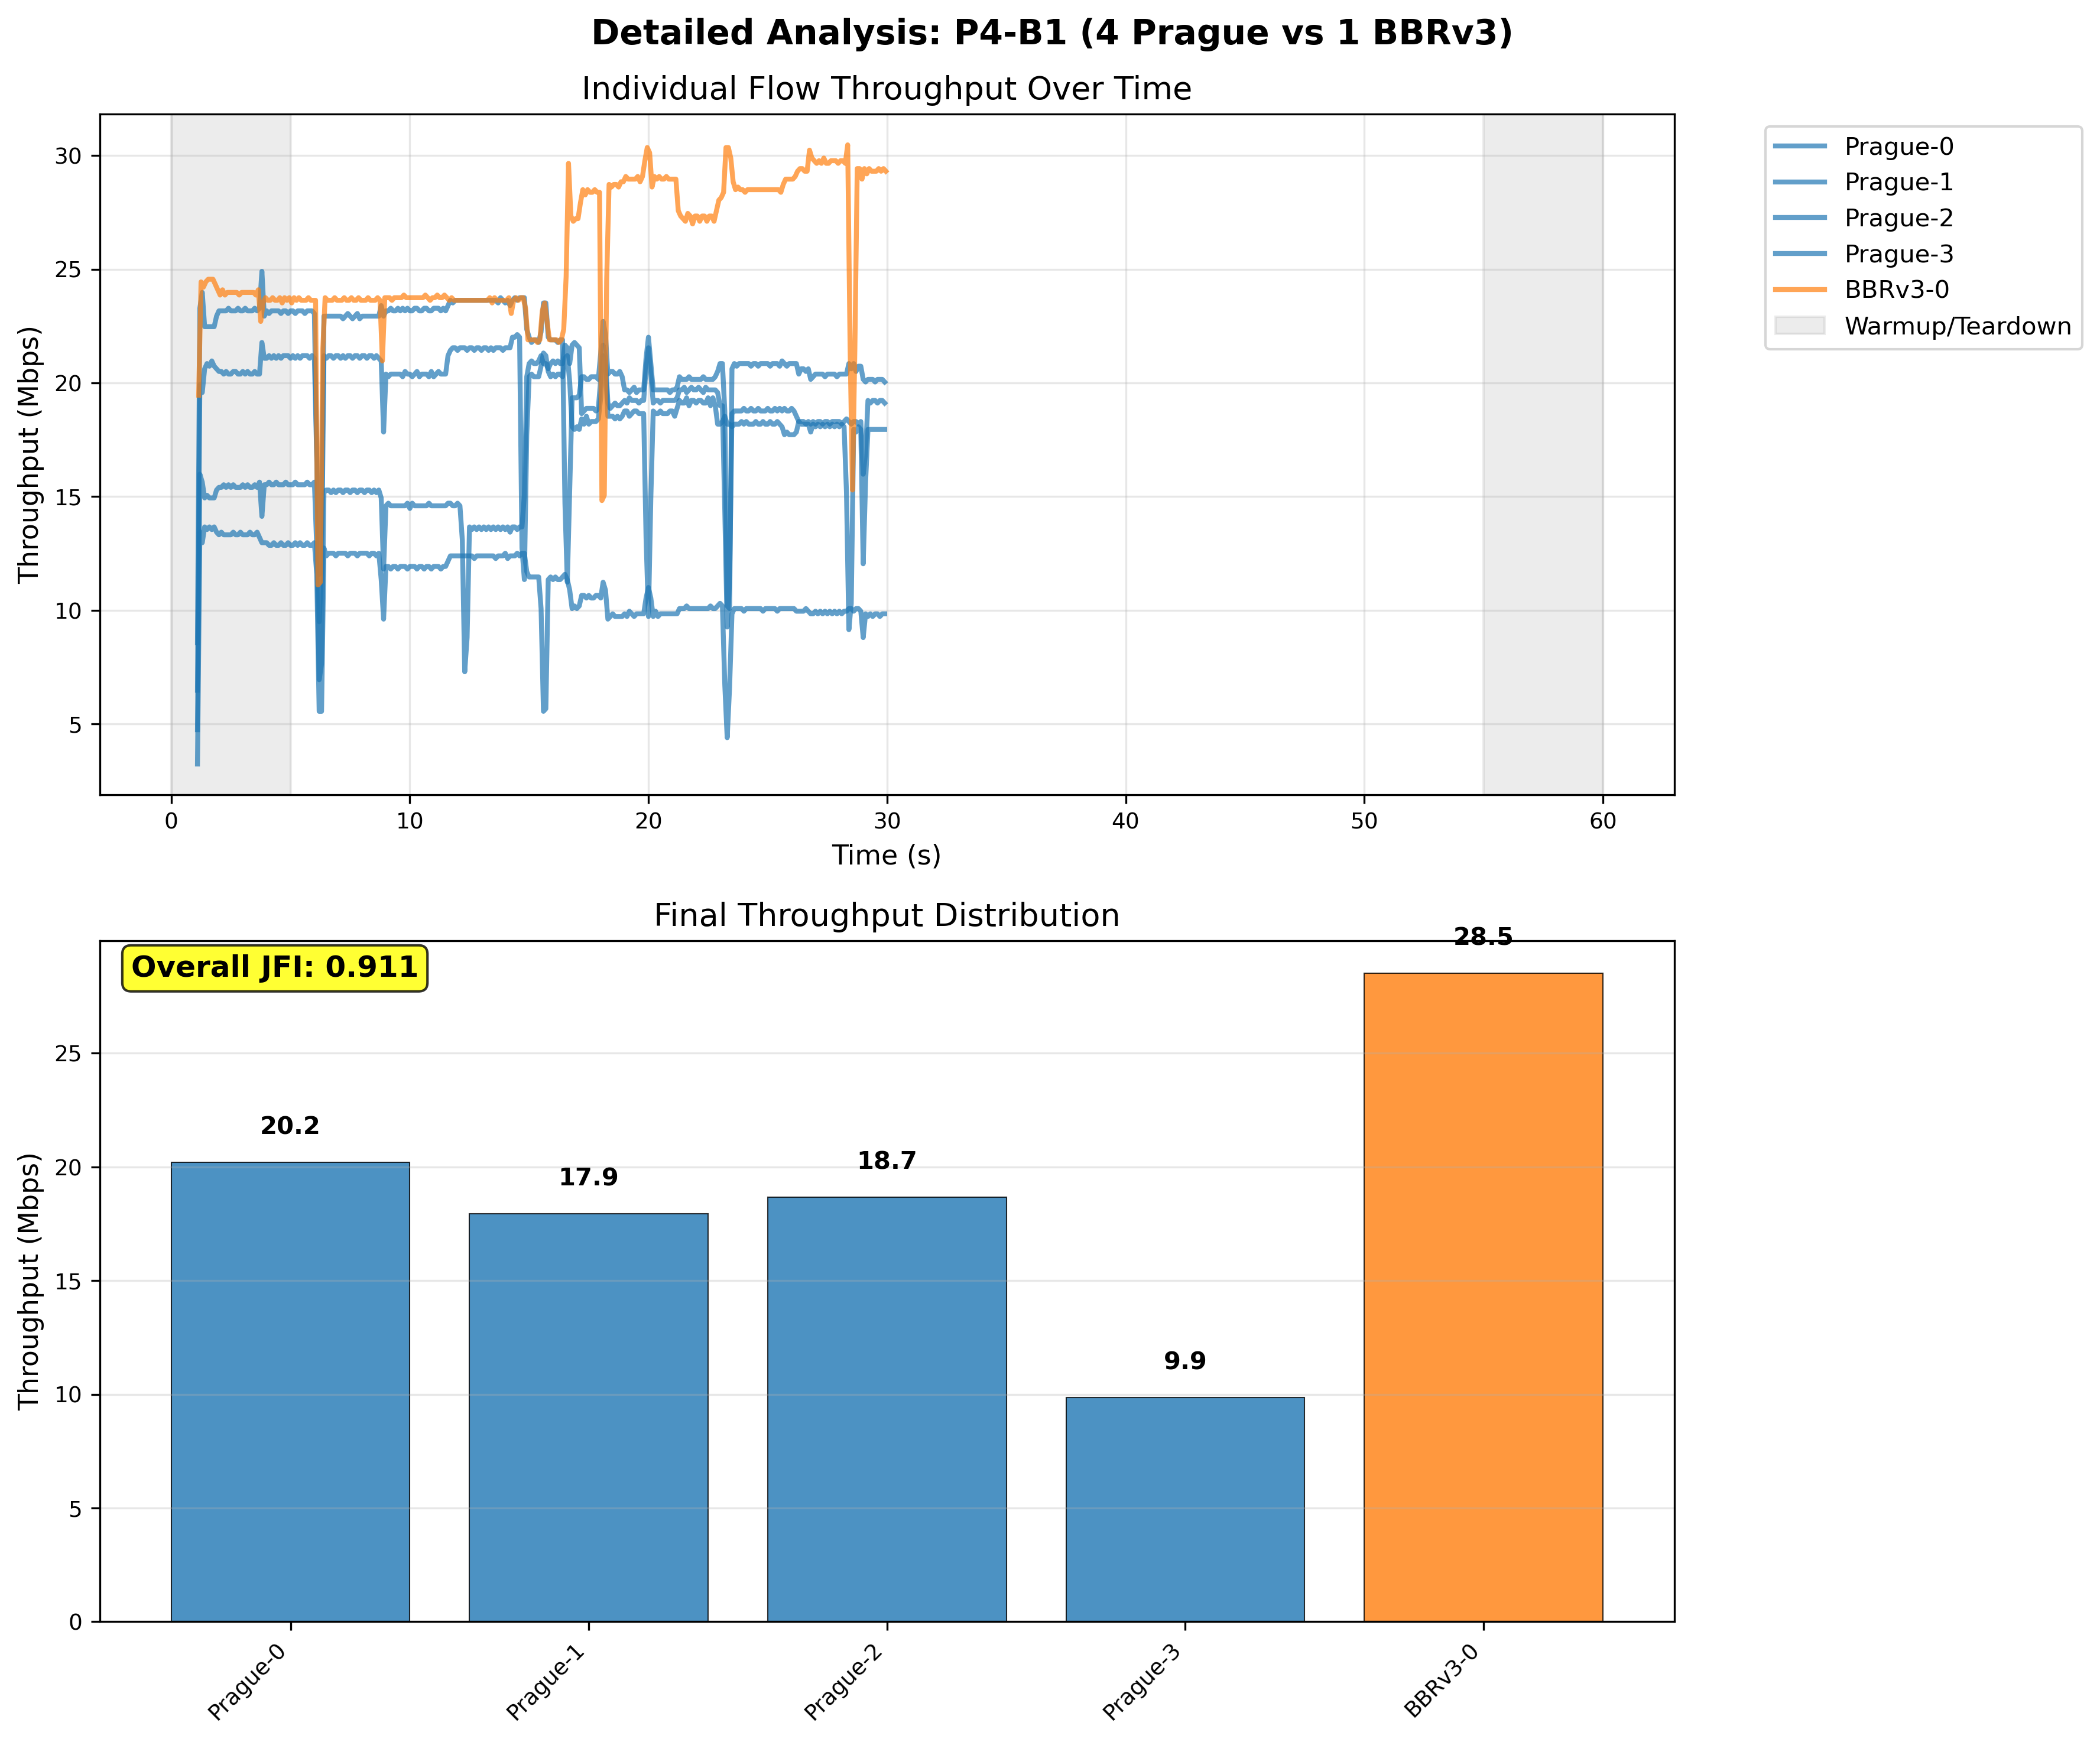 Detailed Analysis: P4-B1 (4 Prague vs 1 BBRv3)
Individual Flow Throughput Over Time
Throughput (Mbps)
30
25
20
15
10
5
0 10 20 30 40 50 60
Time (s)
Prague-0
Prague-1
Prague-2
Prague-3
BBRv3-0
Warmup/Teardown
Final Throughput Distribution
Overall JFI: 0.911
Throughput (Mbps)
25
20
15
10
5
0
20.2
17.9
18.7
9.9
28.5
Prague-0
Prague-1
Prague-2
Prague-3
BBRv3-0